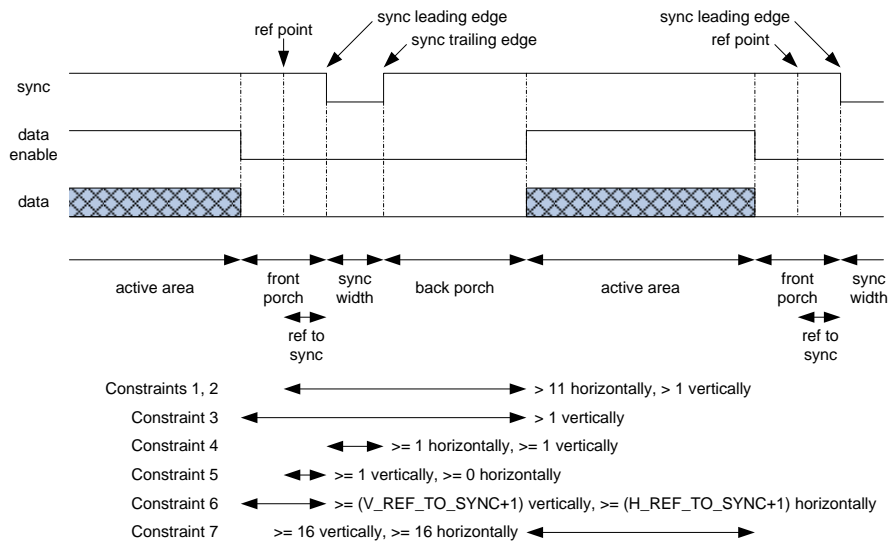 sync leading edge
sync leading edge
ref point
sync trailing edge
ref point
sync
data
enable
data
active area
front
porch
sync
width
back porch
active area
front
porch
sync
width
ref to
sync
ref to
sync
Constraints 1, 2
> 11 horizontally, > 1 vertically
Constraint 3
> 1 vertically
Constraint 4
>= 1 horizontally, >= 1 vertically
Constraint 5
>= 1 vertically, >= 0 horizontally
Constraint 6
>= (V_REF_TO_SYNC+1) vertically, >= (H_REF_TO_SYNC+1) horizontally
Constraint 7
>= 16 vertically, >= 16 horizontally